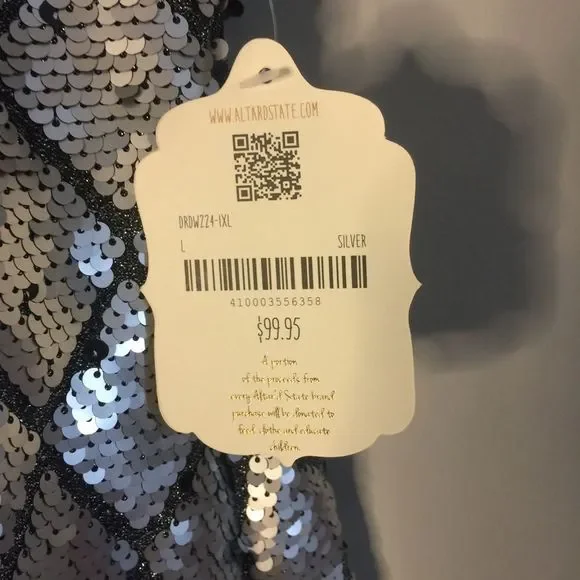 WWW.ALTARDSTATE.COM
DRDW224-1XL
L SILVER
410003556358
$99.95
A portion
of the proceeds from
every Altar'd State brand
purchase will be donated to
feed, clothe and educate
children.